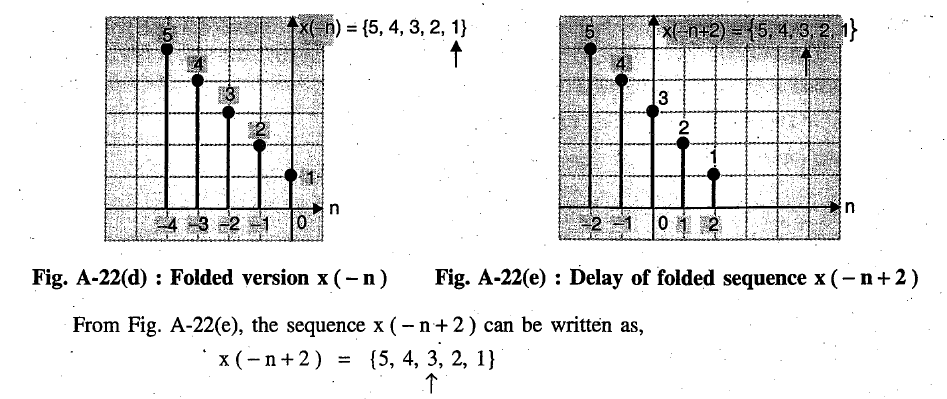 x(-n) = {5, 4, 3, 2, 1}
↑
5
4
3
2
1
n
-4 -3 -2 -1 0
x(-n+2) = {5, 4, 3, 2, 1}
↑
5
4
3
2
1
n
-2 -1 0 1 2
Fig. A-22(d) : Folded version x ( - n )
Fig. A-22(e) : Delay of folded sequence x ( - n + 2 )
From Fig. A-22(e), the sequence x ( - n + 2 ) can be written as,
x ( - n + 2 ) = {5, 4, 3, 2, 1}
↑